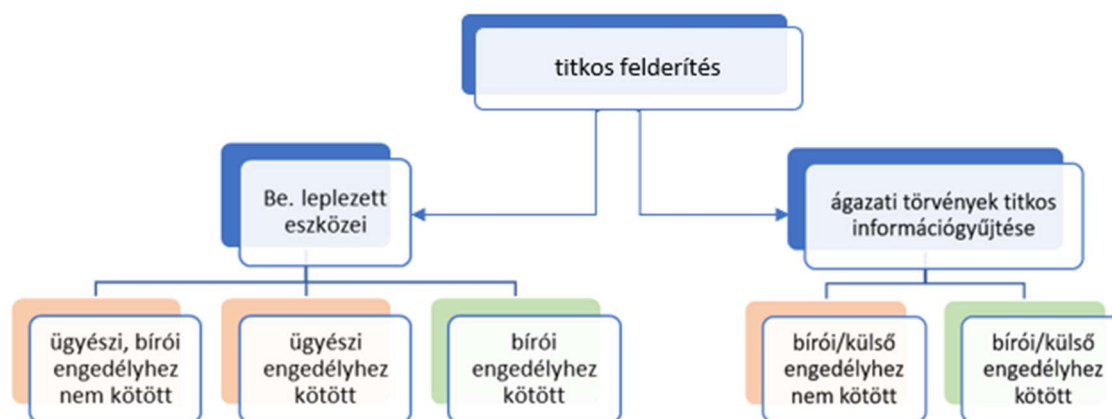 titkos felderítés
Be. leplezett
eszközei
ágazati törvények titkos
információgyűjtése
ügyészi, bírói
engedélyhez
nem kötött
ügyészi
engedélyhez
kötött
bírói
engedélyhez
kötött
bírói/külső
engedélyhez
nem kötött
bírói/külső
engedélyhez
kötött